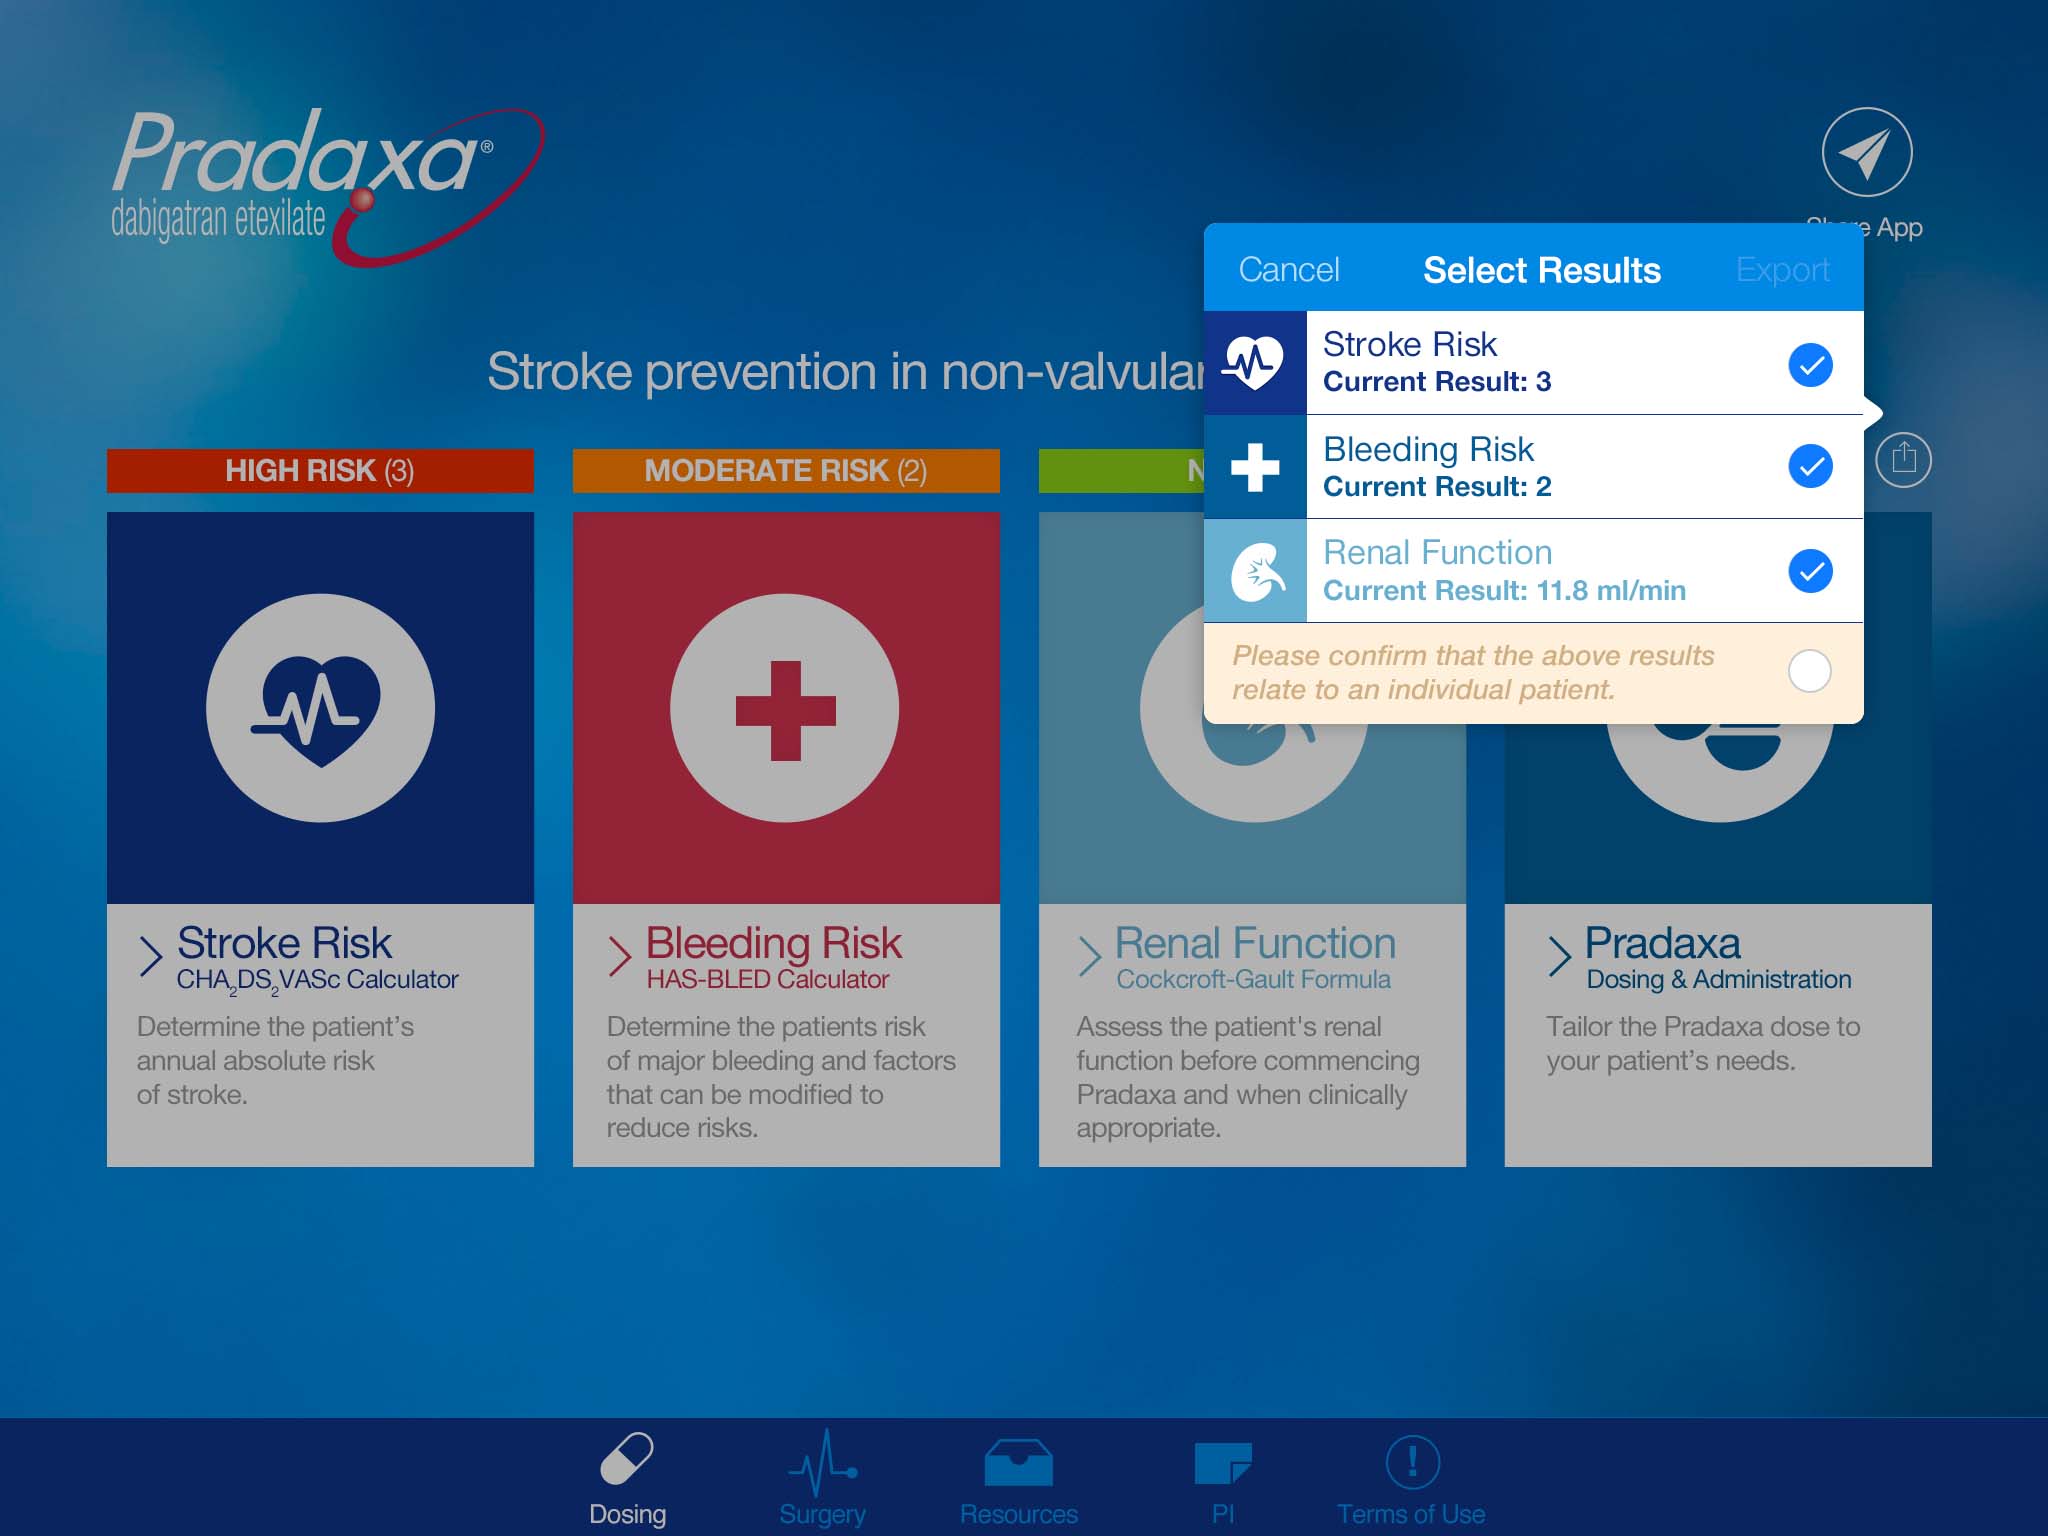 Pradaxa®
dabigatran etexilate
Share App
Cancel
Select Results
Export
Stroke Risk
Current Result: 3
Bleeding Risk
Current Result: 2
Renal Function
Current Result: 11.8 ml/min
Please confirm that the above results
relate to an individual patient.
Stroke prevention in non-valvular
HIGH RISK (3)
MODERATE RISK (2)
Stroke Risk
CHA₂DS₂VASc Calculator
Determine the patient’s
annual absolute risk
of stroke.
Bleeding Risk
HAS-BLED Calculator
Determine the patients risk
of major bleeding and factors
that can be modified to
reduce risks.
Renal Function
Cockcroft-Gault Formula
Assess the patient's renal
function before commencing
Pradaxa and when clinically
appropriate.
Pradaxa
Dosing & Administration
Tailor the Pradaxa dose to
your patient’s needs.
Dosing
Surgery
Resources
PI
Terms of Use